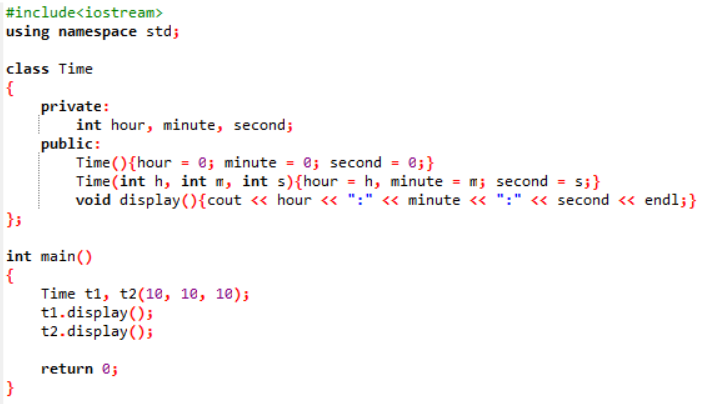 #include<iostream>
using namespace std;
class Time
{
private:
int hour, minute, second;
public:
Time(){hour = 0; minute = 0; second = 0;}
Time(int h, int m, int s){hour = h, minute = m; second = s;}
void display(){cout << hour << ":" << minute << ":" << second << endl;}
};
int main()
{
Time t1, t2(10, 10, 10);
t1.display();
t2.display();
return 0;
}